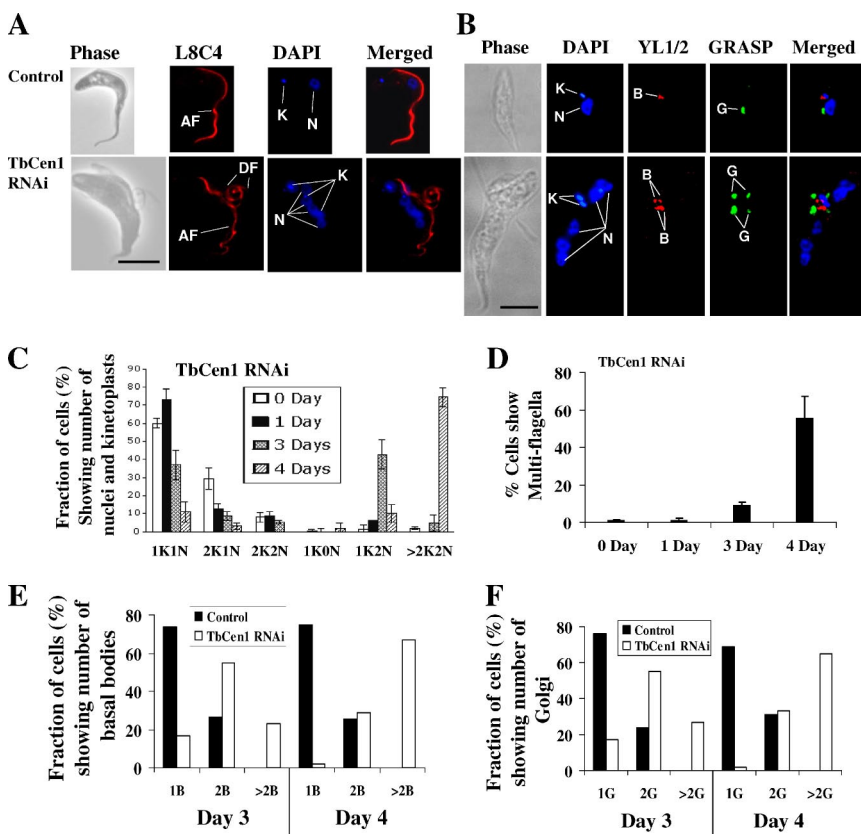 A
Phase L8C4 DAPI Merged
Control
AF
K
N
TbCen1
RNAi
DF
AF
K
N
B
Phase DAPI YL1/2 GRASP Merged
K
N
B
G
K
N
B
B
G
G
C
TbCen1 RNAi
Fraction of cells (%)
Showing number of
nuclei and kinetoplasts
90
80
70
60
50
40
30
20
10
0
0 Day
1 Day
3 Days
4 Days
1K1N 2K1N 2K2N 1K0N 1K2N >2K2N
D
TbCen1 RNAi
% Cells show
Multi-flagella
80
60
40
20
0
0 Day 1 Day 3 Day 4 Day
E
Fraction of cells (%)
showing number of
basal bodies
80
60
40
20
0
Control
TbCen1 RNAi
1B 2B >2B 1B 2B >2B
Day 3 Day 4
F
Fraction of cells (%)
showing number of
Golgi
80
60
40
20
0
Control
TbCen1 RNAi
1G 2G >2G 1G 2G >2G
Day 3 Day 4